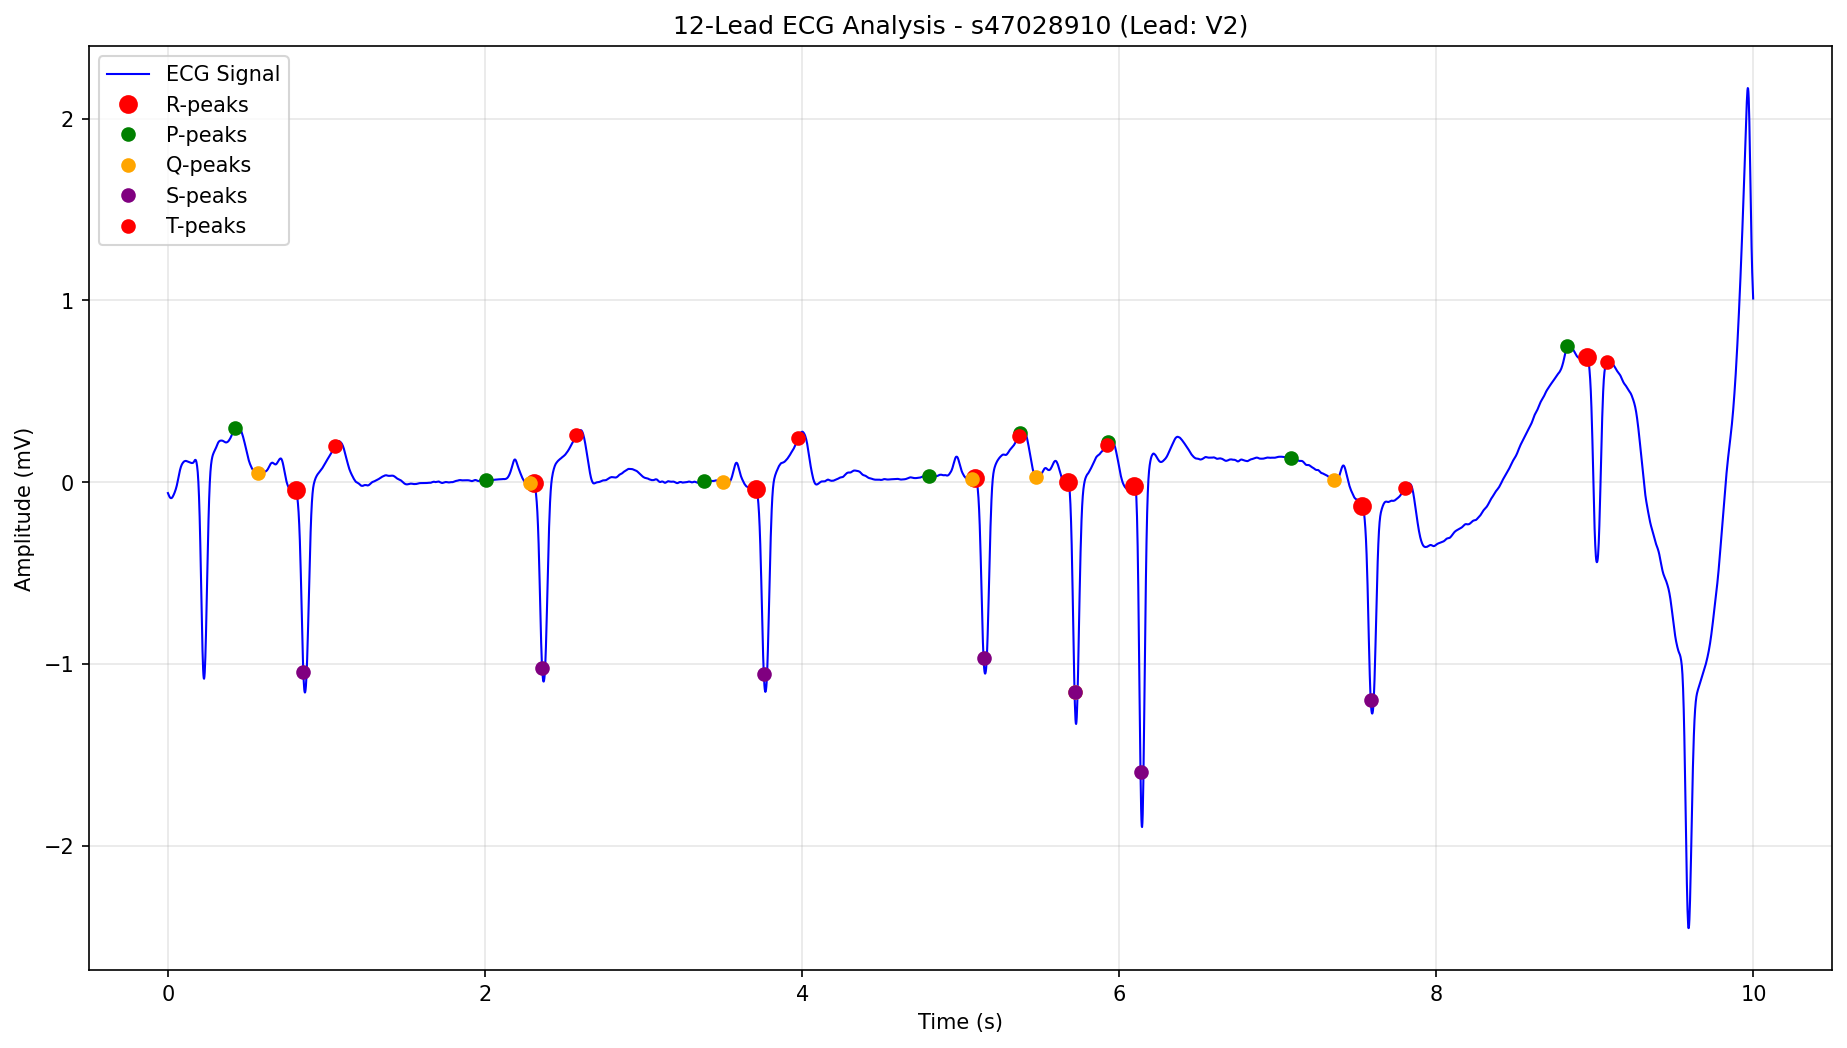 12-Lead ECG Analysis - s47028910 (Lead: V2)
ECG Signal
R-peaks
P-peaks
Q-peaks
S-peaks
T-peaks
Amplitude (mV)
2
1
0
−1
−2
0
2
4
6
8
10
Time (s)